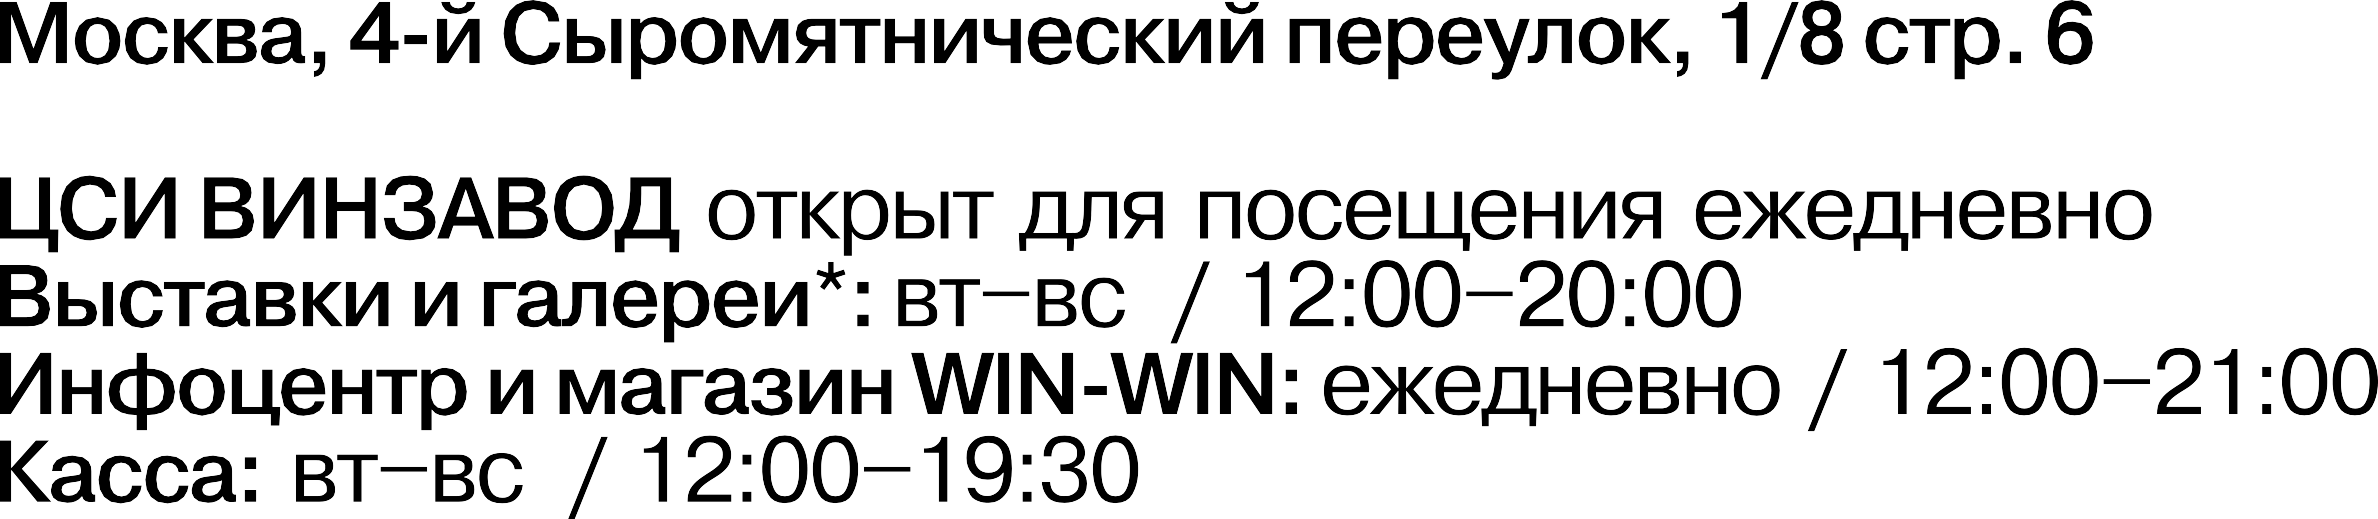 Москва, 4-й Сыромятнический переулок, 1/8 стр. 6
ЦСИ ВИНЗАВОД открыт для посещения ежедневно
Выставки и галереи*: вт—вс / 12:00—20:00
Инфоцентр и магазин WIN-WIN: ежедневно / 12:00—21:00
Касса: вт—вс / 12:00—19:30